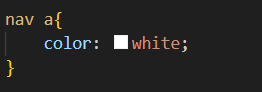 nav a{
    color: white;
}